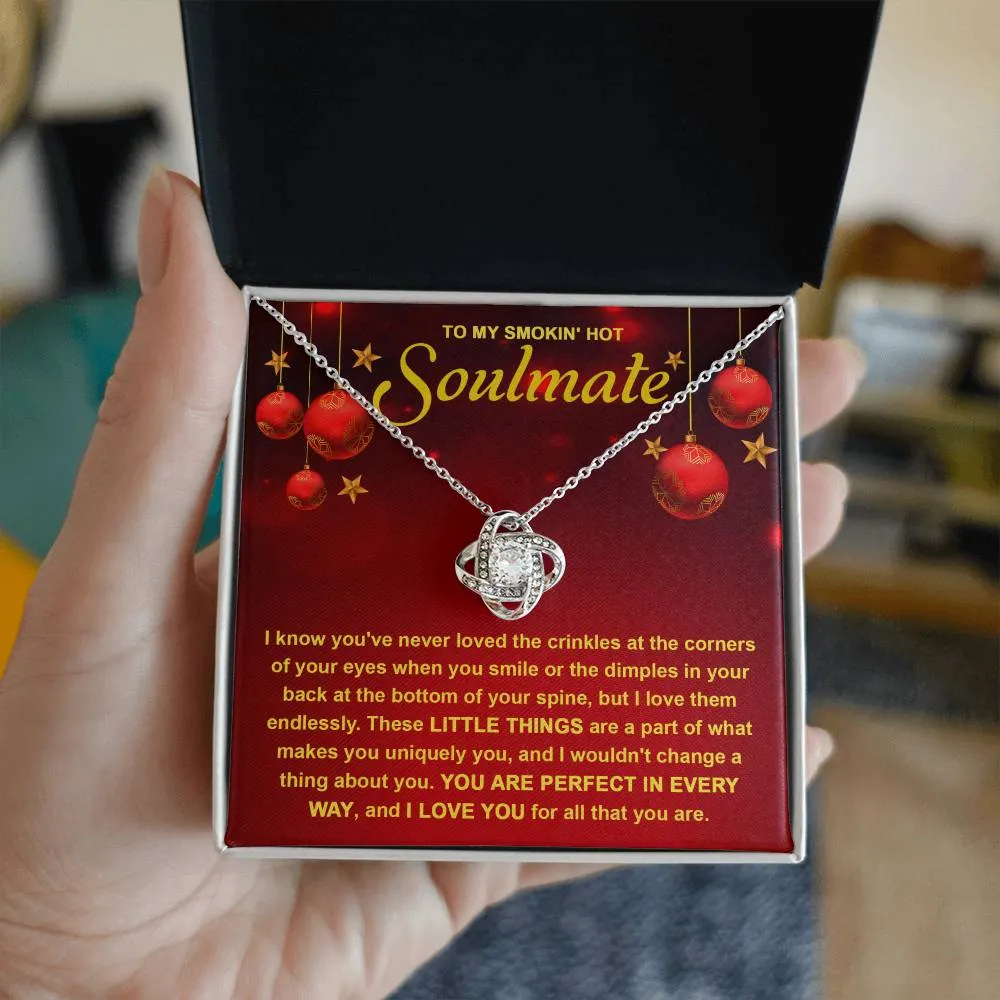 TO MY SMOKIN' HOT
Soulmate
I know you've never loved the crinkles at the corners
of your eyes when you smile or the dimples in your
back at the bottom of your spine, but I love them
endlessly. These LITTLE THINGS are a part of what
makes you uniquely you, and I wouldn't change a
thing about you. YOU ARE PERFECT IN EVERY
WAY, and I LOVE YOU for all that you are.